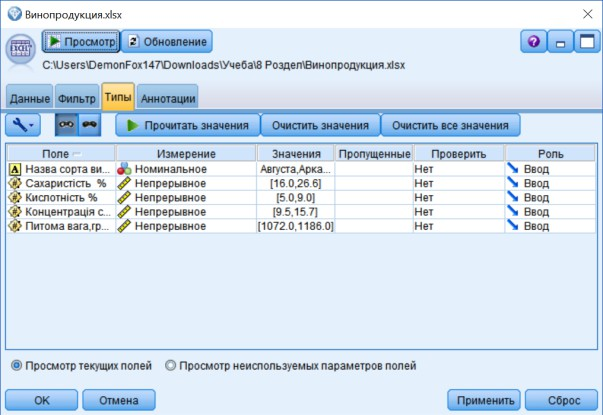 Винопродукция.xlsx
Просмотр Обновление
C:\Users\DemonFox147\Downloads\Учеба\8 Роздел\Винопродукция.xlsx
Данные Фильтр Типы Аннотации
Прочитать значения Очистить значения Очистить все значения
Поле Измерение Значения Пропущенные Проверить Роль
A Назва сорта ви... Номинальное Августа,Арка... Нет Ввод
# Сахаристість % Непрерывное [16.0,26.6] Нет Ввод
# Кислотність % Непрерывное [5.0,9.0] Нет Ввод
# Концентрація с... Непрерывное [9.5,15.7] Нет Ввод
# Питома вага,гр... Непрерывное [1072.0,1186.0] Нет Ввод
Просмотр текущих полей Просмотр неиспользуемых параметров полей
OK Отмена Применить Сброс